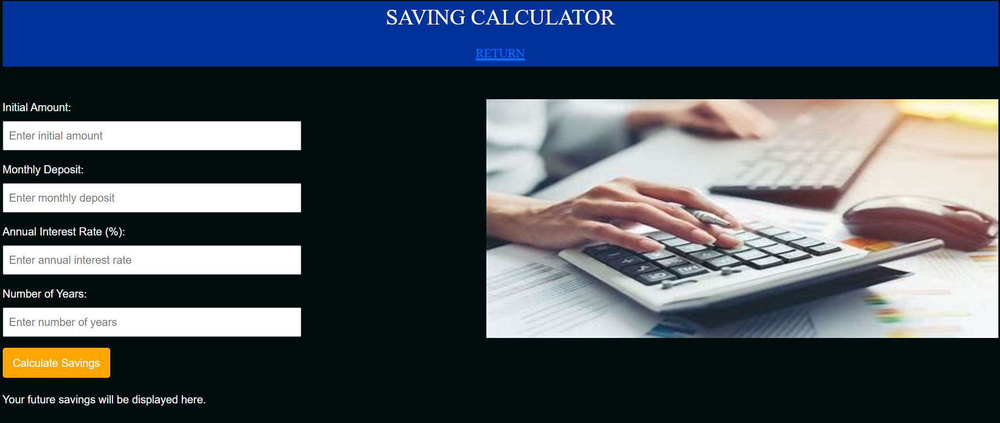 SAVING CALCULATOR
RETURN
Initial Amount:
Enter initial amount
Monthly Deposit:
Enter monthly deposit
Annual Interest Rate (%):
Enter annual interest rate
Number of Years:
Enter number of years
Calculate Savings
Your future savings will be displayed here.